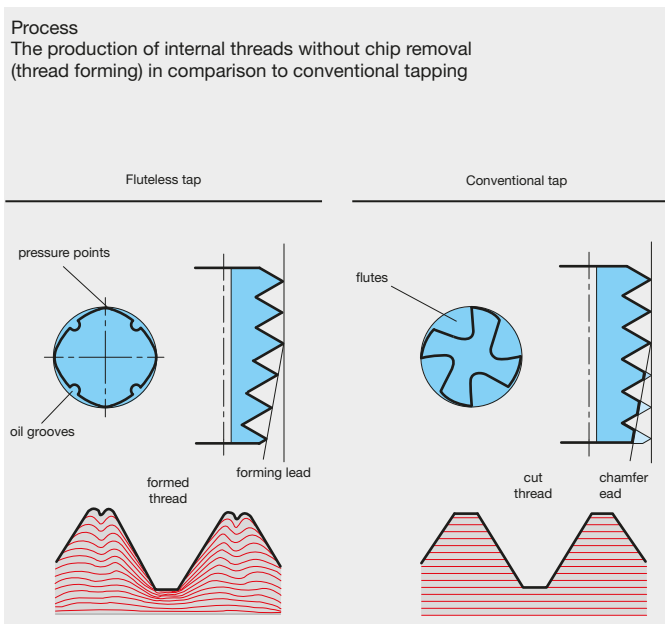 Process
The production of internal threads without chip removal
(thread forming) in comparison to conventional tapping
Fluteless tap
Conventional tap
pressure points
flutes
oil grooves
forming lead
formed
thread
cut
thread
chamfer
ead